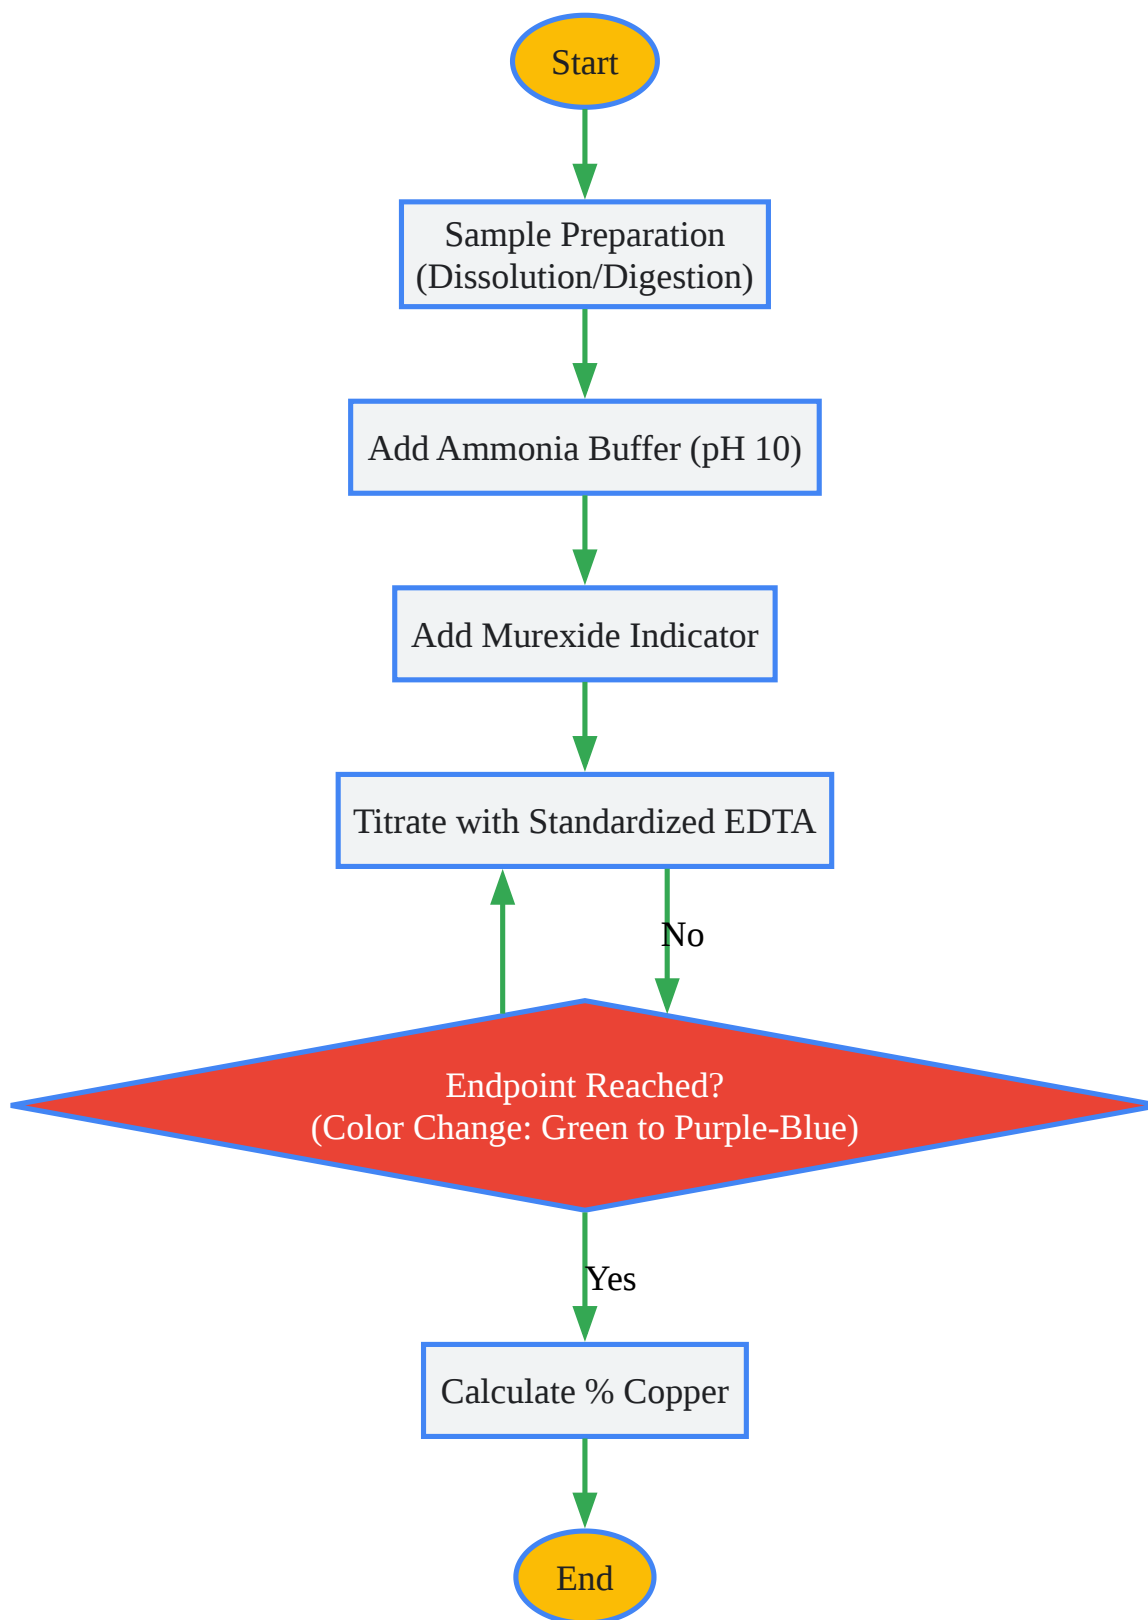 Start
Sample Preparation
(Dissolution/Digestion)
Add Ammonia Buffer (pH 10)
Add Murexide Indicator
Titrate with Standardized EDTA
No
Endpoint Reached?
(Color Change: Green to Purple-Blue)
Yes
Calculate % Copper
End